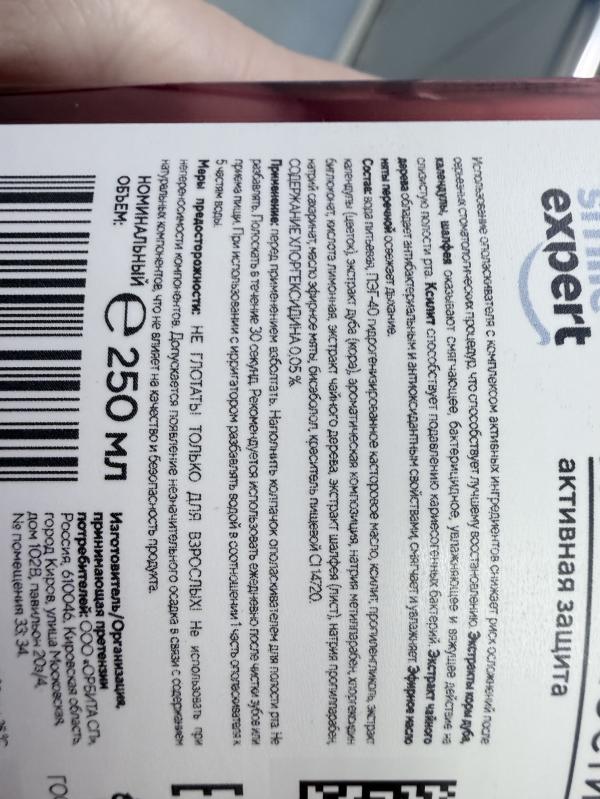 expert
активная защита
Использование ополаскивателя с комплексом активных ингредиентов снижает риск осложнений после
серьезных стоматологических процедур, что способствует лучшему восстановлению. Экстракты коры дуба,
календулы, шалфея оказывают смягчающее, бактерицидное, увлажняющее и вяжущее действие на
слизистую полости рта. Ксилит способствует подавлению кариесогенных бактерий. Экстракт чайного
дерева обладает антибактериальным и антиоксидантным свойствами, смягчает и увлажняет. Эфирное масло
мяты перечной освежает дыхание.
Состав: вода питьевая, ПЭГ-40 гидрогенизированное касторовое масло, ксилит, пропиленгликоль, экстракт
календулы (цветок), экстракт дуба (кора), ароматическая композиция, натрия метилпарабен, хлоргексидин
биглюконат, кислота лимонная, экстракт чайного дерева, экстракт шалфея (лист), натрия пропилпарабен,
натрий сахаринат, масло эфирное мяты, бисаболол, краситель пищевой CI 14720.
СОДЕРЖАНИЕ ХЛОРГЕКСИДИНА 0,05 %
Применение: перед применением взболтать. Наполнить колпачок ополаскивателем для полости рта. Не
разбавлять. Полоскать в течение 30 секунд. Рекомендуется использовать ежедневно после чистки зубов или
приема пищи. При использовании с ирригатором разбавлять водой в соотношении 1 часть ополаскивателя к
5 частям воды.
Меры предосторожности: НЕ ГЛОТАТЬ! ТОЛЬКО ДЛЯ ВЗРОСЛЫХ! Не использовать при
непереносимости компонентов. Допускается появление незначительного осадка в связи с содержанием
натуральных компонентов, что не влияет на качество и безопасность продукта.
НОМИНАЛЬНЫЙ
ОБЪЕМ: ℮ 250 МЛ
Изготовитель/Организация,
принимающая претензии
потребителей: ООО «ОРБИТА СП»,
Россия, 610046, Кировская область,
город Киров, улица Московская,
дом 102В, павильон 20а/4,
№ помещения 33; 34.